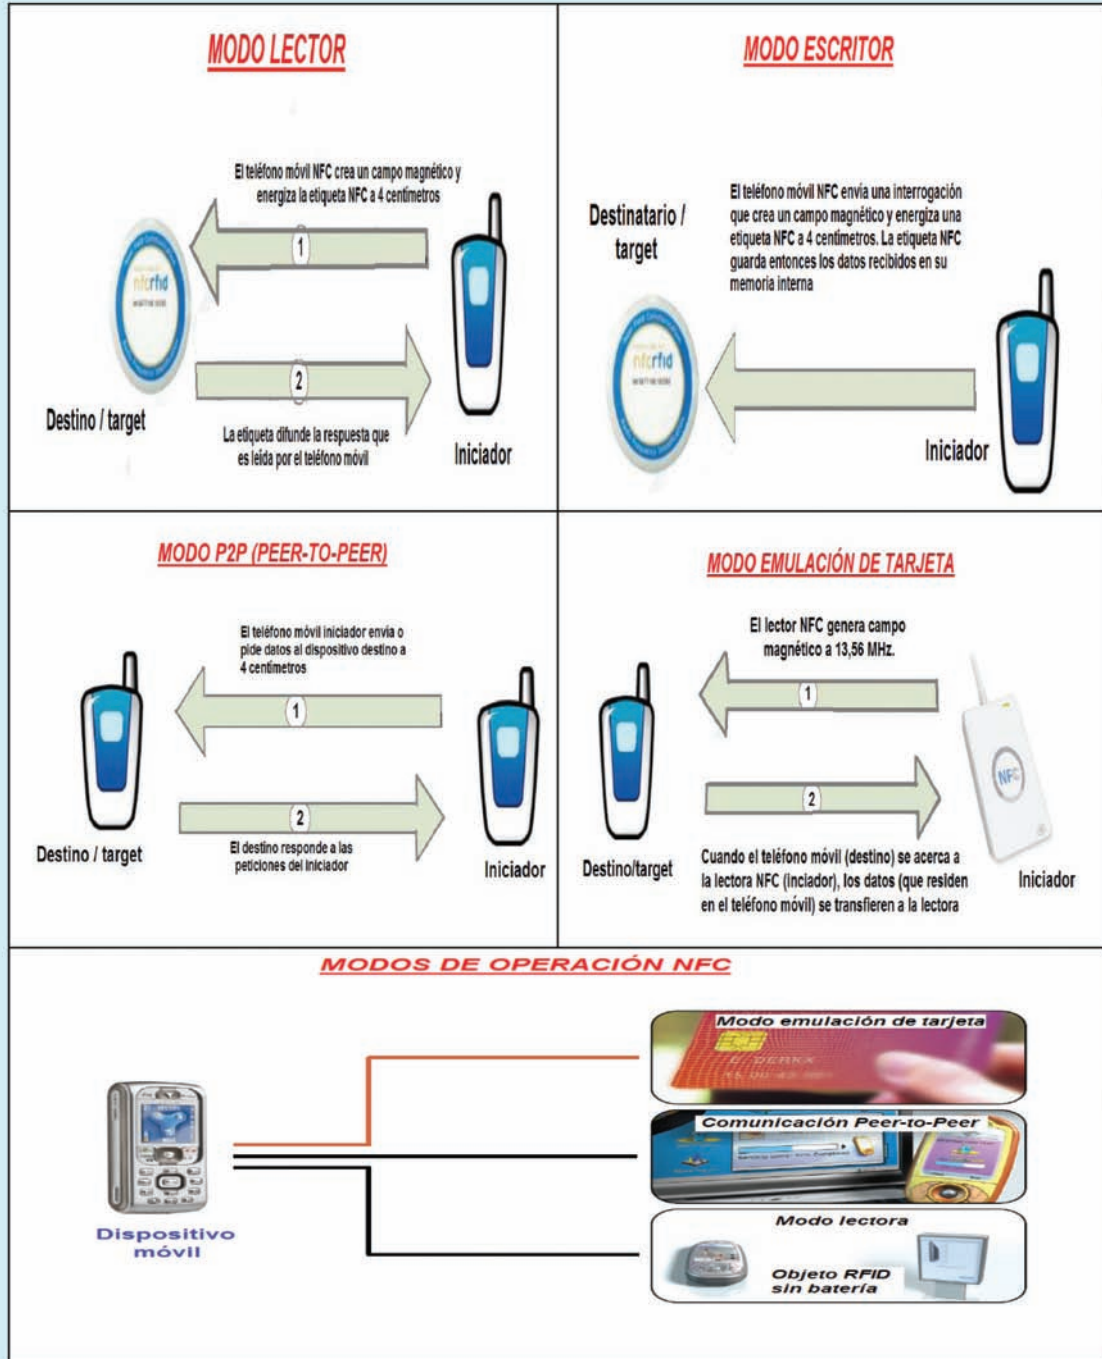 MODO LECTOR
El teléfono móvil NFC crea un campo magnético y
energiza la etiqueta NFC a 4 centímetros
1
nfcrfid
2
Destino / target
La etiqueta difunde la respuesta que
es leída por el teléfono móvil
Iniciador
MODO ESCRITOR
Destinatario /
target
El teléfono móvil NFC envia una interrogación
que crea un campo magnético y energiza una
etiqueta NFC a 4 centímetros. La etiqueta NFC
guarda entonces los datos recibidos en su
memoria interna
nfcrfid
Iniciador
MODO P2P (PEER-TO-PEER)
El teléfono móvil iniciador envia o
pide datos al dispositivo destino a
4 centímetros
1
2
Destino / target
El destino responde a las
peticiones del iniciador
Iniciador
MODO EMULACIÓN DE TARJETA
El lector NFC genera campo
magnético a 13,56 MHz.
1
NFC
2
Destino/target
Cuando el teléfono móvil (destino) se acerca a
la lectora NFC (inciador), los datos (que residen
en el teléfono móvil) se transfieren a la lectora
Iniciador
MODOS DE OPERACIÓN NFC
Modo emulación de tarjeta
E DERKX
Comunicación Peer-to-Peer
Dispositivo
móvil
Modo lectora
Objeto RFID
sin batería